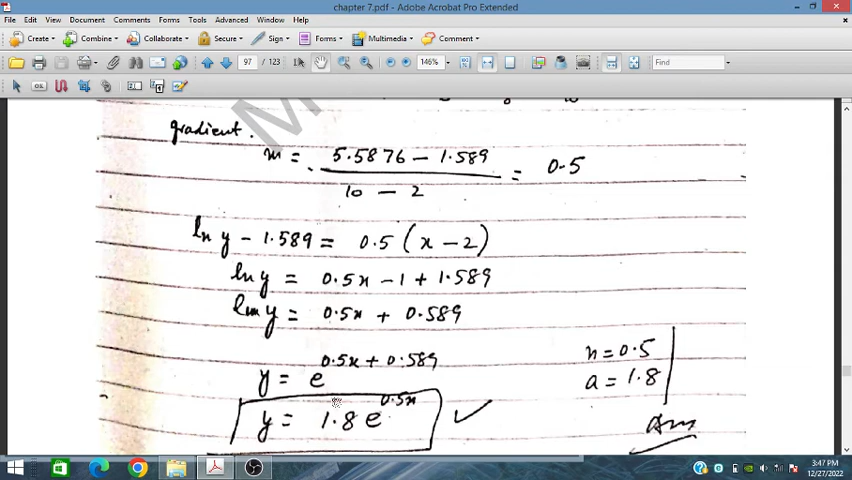 chapter 7.pdf - Adobe Acrobat Pro Extended
File Edit View Document Comments Forms Tools Advanced Window Help
Create Combine Collaborate Secure Sign Forms Multimedia Comment
97 / 123 146% Find
gradient.
m = 5.5876 - 1.589 / 10 - 2 = 0.5
ln y - 1.589 = 0.5 (x - 2)
ln y = 0.5x - 1 + 1.589
ln y = 0.5x + 0.589
y = e^{0.5x + 0.589}
y = 1.8 e^{0.5x} ✓
n = 0.5
a = 1.8
Ans
3:47 PM
12/27/2022